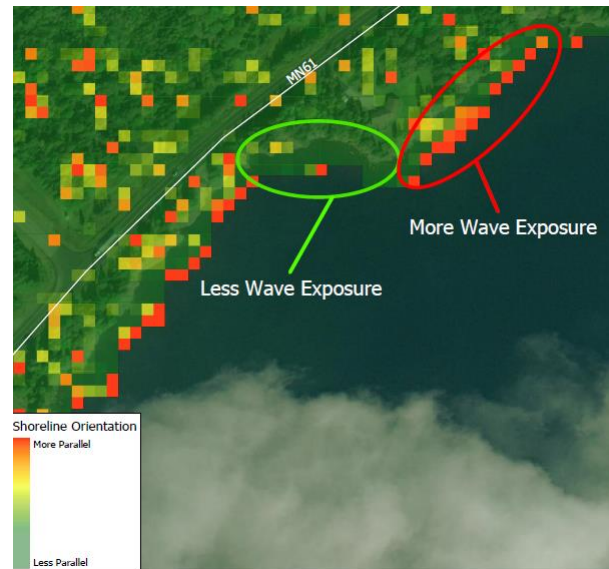 MN61
More Wave Exposure
Less Wave Exposure
Shoreline Orientation
More Parallel
Less Parallel